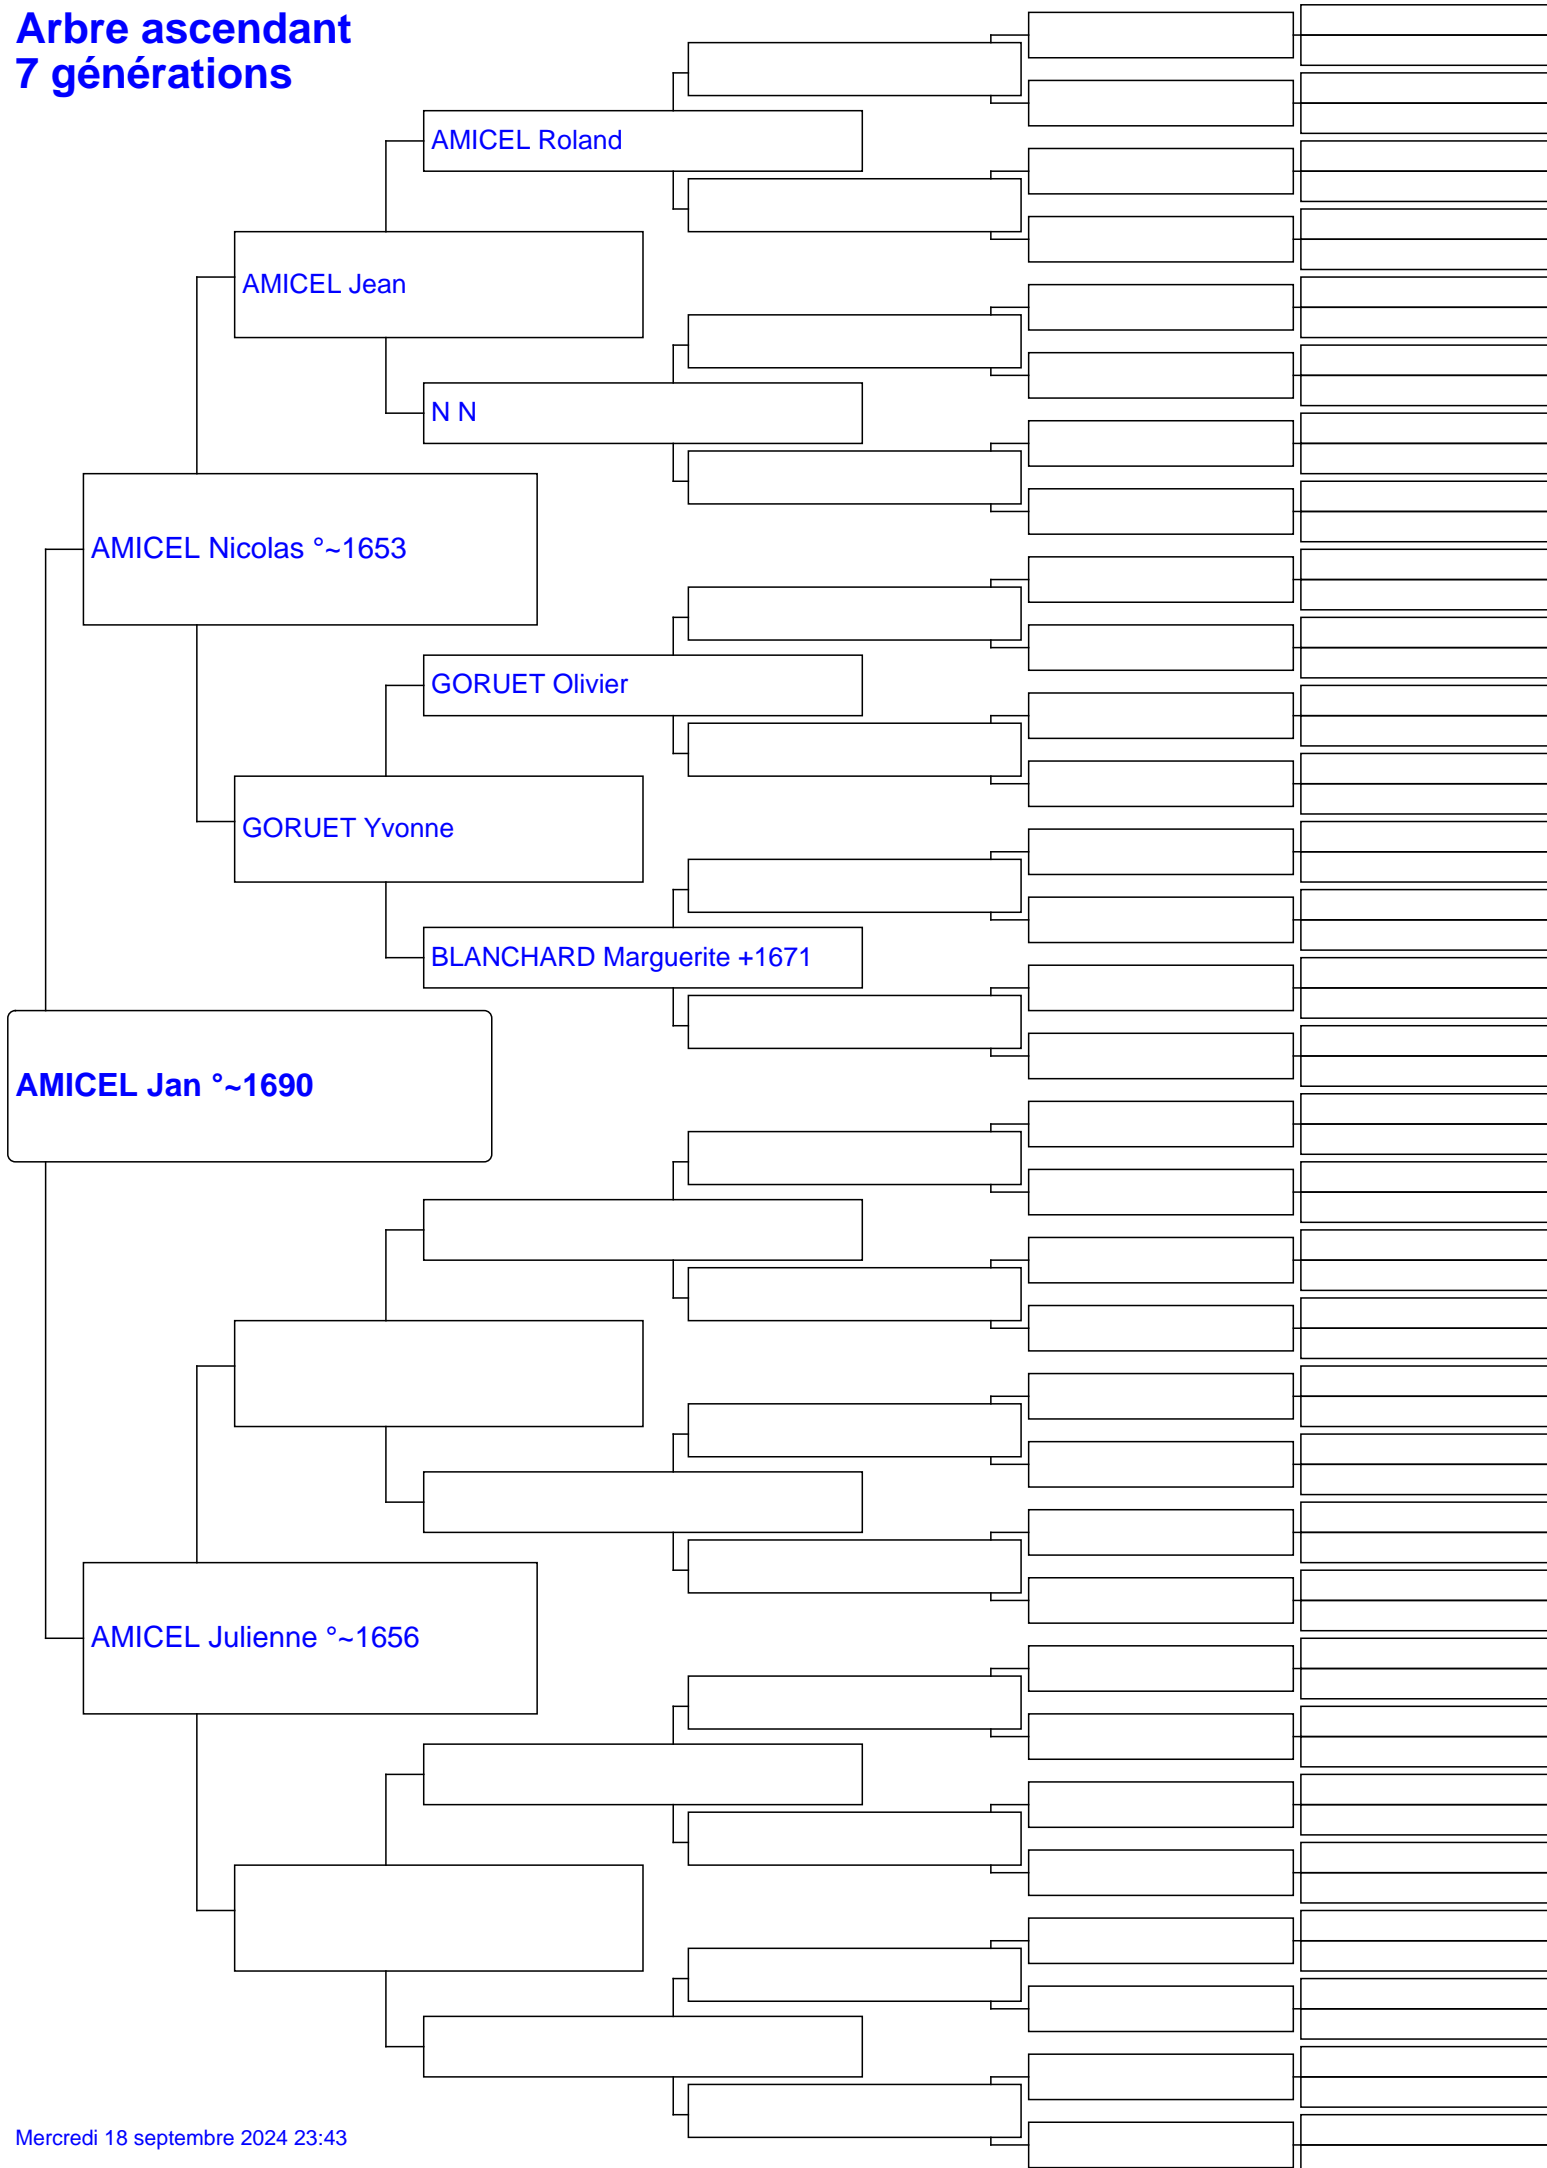 Arbre ascendant
7 générations
AMICEL Roland
AMICEL Jean
N N
AMICEL Nicolas °~1653
GORUET Olivier
GORUET Yvonne
BLANCHARD Marguerite +1671
AMICEL Jan °~1690
AMICEL Julienne °~1656
Mercredi 18 septembre 2024 23:43